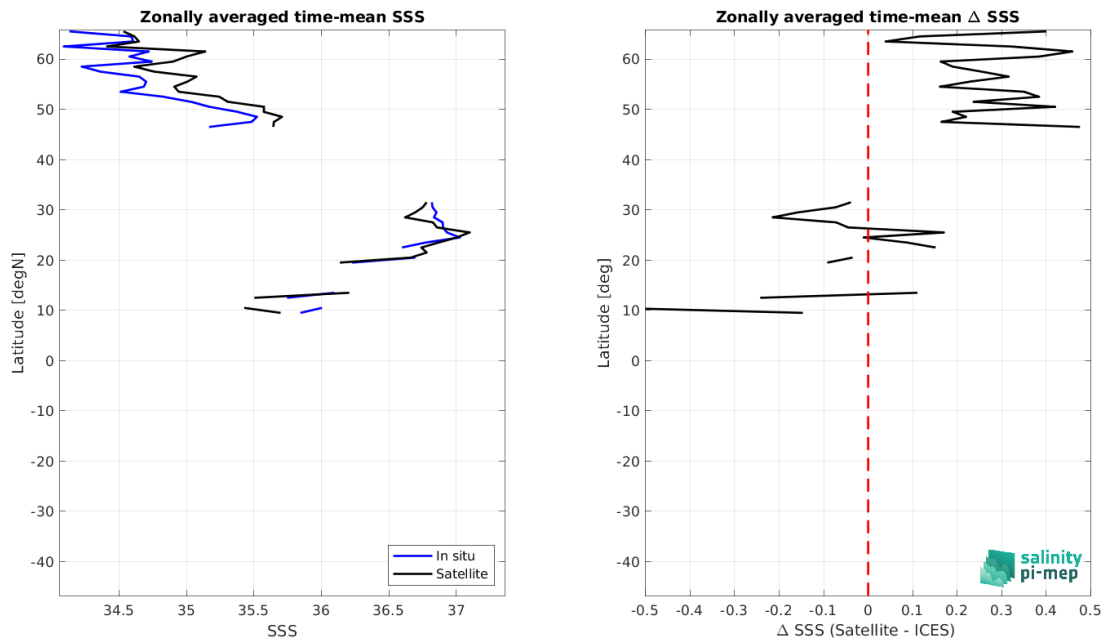 Zonally averaged time-mean SSS
Latitude [degN]
60
50
40
30
20
10
0
-10
-20
-30
-40
34.5 35 35.5 36 36.5 37
SSS
In situ
Satellite
Zonally averaged time-mean Δ SSS
Latitude [deg]
60
50
40
30
20
10
0
-10
-20
-30
-40
-0.5 -0.4 -0.3 -0.2 -0.1 0 0.1 0.2 0.3 0.4 0.5
Δ SSS (Satellite - ICES)
salinity
pi-mep